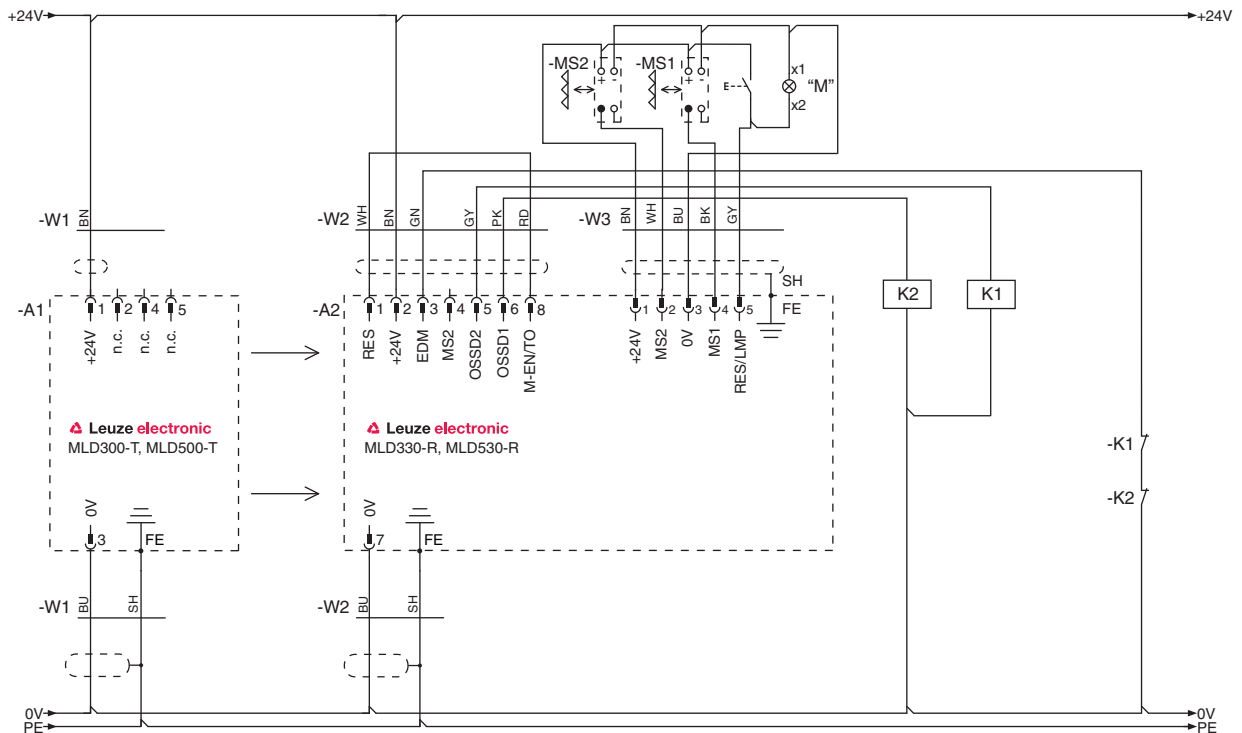 +24V
+24V
-MS2
-MS1
+ -
+ -
E
x1
x2
"M"
-W1
BN
-W2
WH
BN
GN
GY
PK
RD
-W3
BN
WH
BU
BK
GY
SH
FE
K2
K1
-A1
1
2
4
5
+24V
n.c.
n.c.
n.c.
-A2
1
2
3
4
5
6
8
RES
+24V
EDM
MS2
OSSD2
OSSD1
M-EN/TO
1
2
3
4
5
+24V
MS2
0V
MS1
RES/LMP
Leuze electronic
MLD300-T, MLD500-T
Leuze electronic
MLD330-R, MLD530-R
-K1
-K2
0V
3
FE
0V
7
FE
-W1
BU
SH
-W2
BU
SH
0V
0V
PE
PE